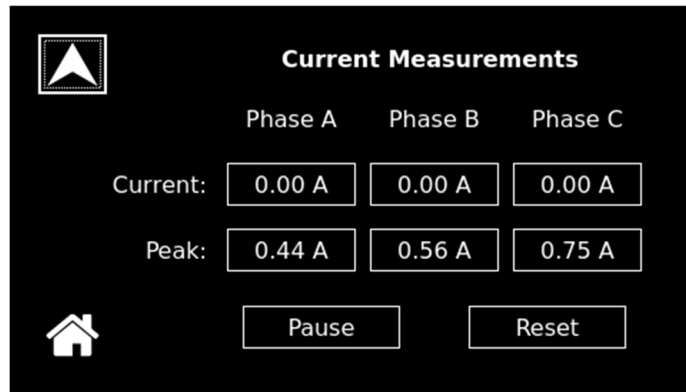 Current Measurements
Phase A Phase B Phase C
Current: 0.00 A 0.00 A 0.00 A
Peak: 0.44 A 0.56 A 0.75 A
Pause Reset